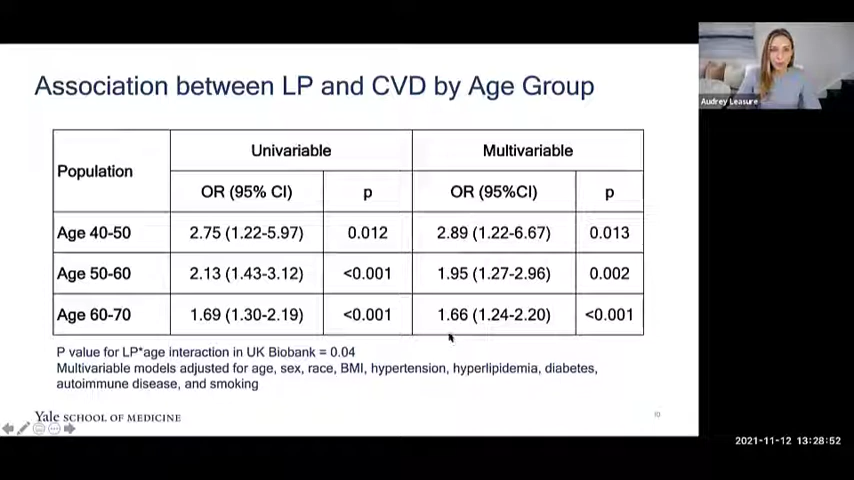 Association between LP and CVD by Age Group
Audrey Leasure
Population
Univariable
Multivariable
OR (95% CI)
p
OR (95%CI)
p
Age 40-50
2.75 (1.22-5.97)
0.012
2.89 (1.22-6.67)
0.013
Age 50-60
2.13 (1.43-3.12)
<0.001
1.95 (1.27-2.96)
0.002
Age 60-70
1.69 (1.30-2.19)
<0.001
1.66 (1.24-2.20)
<0.001
P value for LP*age interaction in UK Biobank = 0.04
Multivariable models adjusted for age, sex, race, BMI, hypertension, hyperlipidemia, diabetes,
autoimmune disease, and smoking
Yale SCHOOL OF MEDICINE
10
2021-11-12 13:28:52